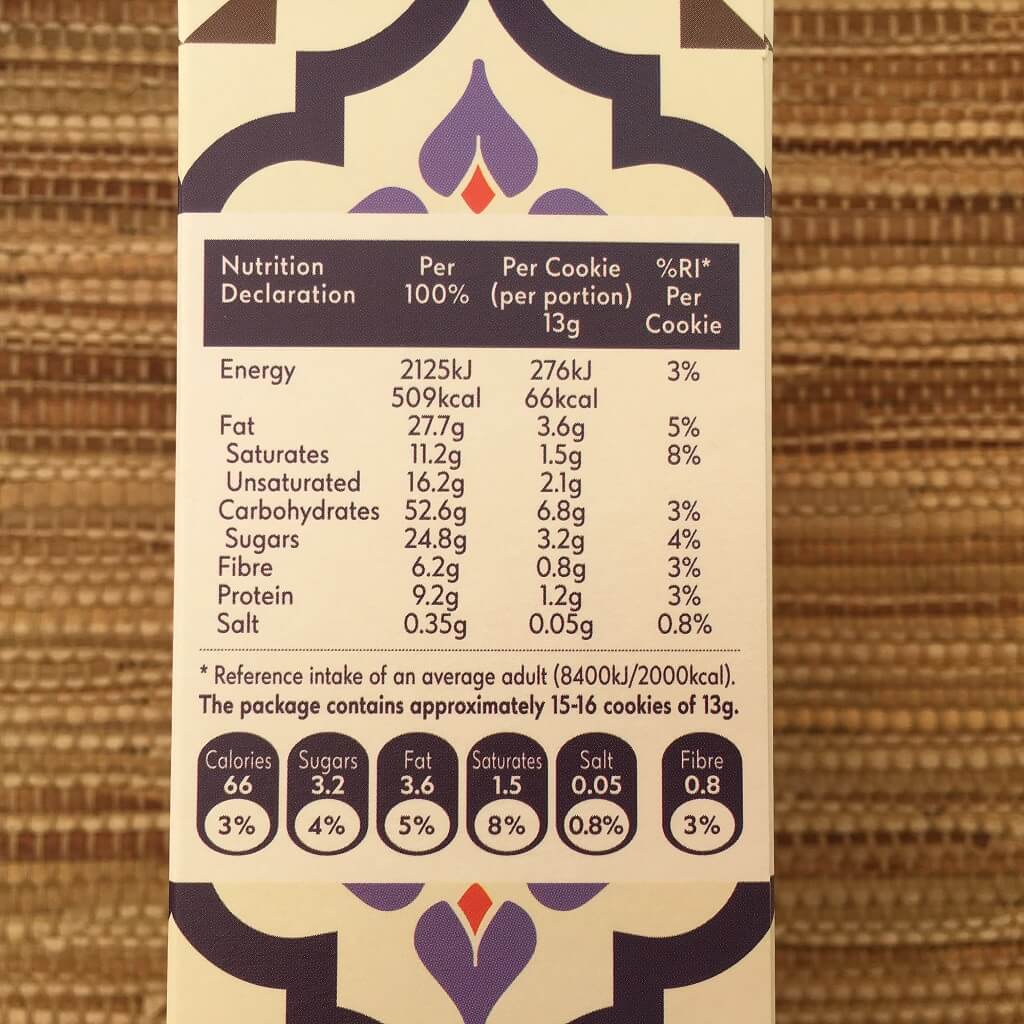 Nutrition Per Per Cookie %RI*
Declaration 100% (per portion) Per
13g Cookie
Energy 2125kJ 276kJ 3%
509kcal 66kcal
Fat 27.7g 3.6g 5%
Saturates 11.2g 1.5g 8%
Unsaturated 16.2g 2.1g
Carbohydrates 52.6g 6.8g 3%
Sugars 24.8g 3.2g 4%
Fibre 6.2g 0.8g 3%
Protein 9.2g 1.2g 3%
Salt 0.35g 0.05g 0.8%
* Reference intake of an average adult (8400kJ/2000kcal).
The package contains approximately 15-16 cookies of 13g.
Calories Sugars Fat Saturates Salt Fibre
66 3.2 3.6 1.5 0.05 0.8
3% 4% 5% 8% 0.8% 3%